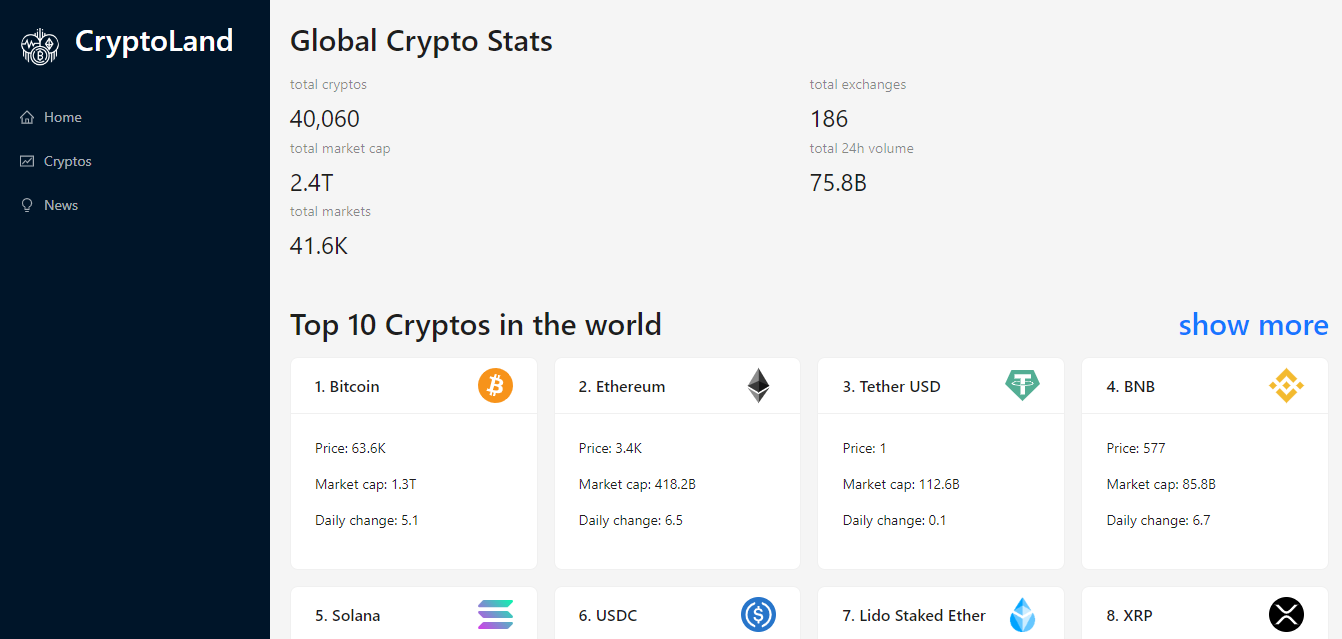 CryptoLand
Home
Cryptos
News
Global Crypto Stats
total cryptos
40,060
total exchanges
186
total market cap
2.4T
total 24h volume
75.8B
total markets
41.6K
Top 10 Cryptos in the world
show more
1. Bitcoin
Price: 63.6K
Market cap: 1.3T
Daily change: 5.1
2. Ethereum
Price: 3.4K
Market cap: 418.2B
Daily change: 6.5
3. Tether USD
Price: 1
Market cap: 112.6B
Daily change: 0.1
4. BNB
Price: 577
Market cap: 85.8B
Daily change: 6.7
5. Solana
6. USDC
7. Lido Staked Ether
8. XRP